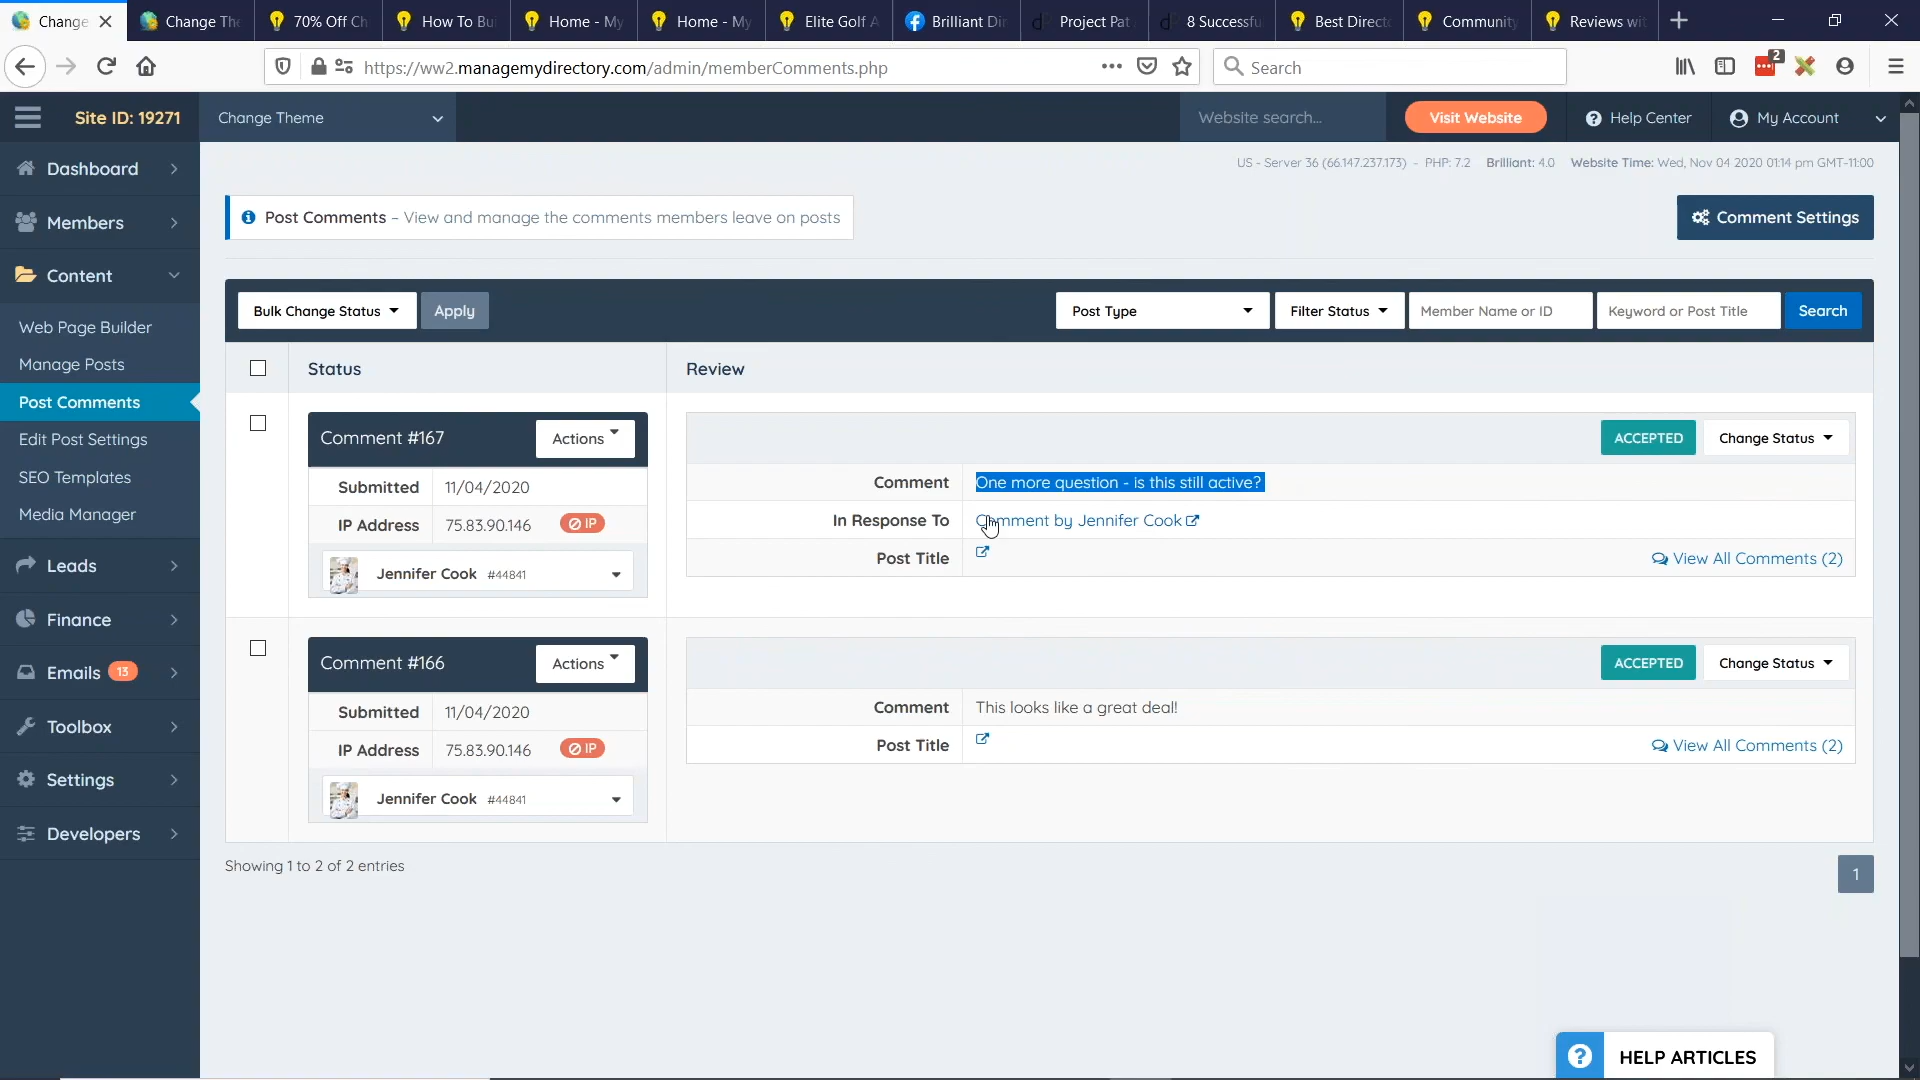 Change
Change The
70% Off Ch
How To Bu
Home - My
Home - My
Elite Golf A
Brilliant Dir
Project Pat
8 Successfu
Best Direct
Community
Reviews wit
https://ww2.managemydirectory.com/admin/memberComments.php
Search
2
Site ID: 19271
Change Theme
Website search...
Visit Website
Help Center
My Account
US - Server 36 (66.147.237.173) - PHP: 7.2 Brilliant: 4.0 Website Time: Wed, Nov 04 2020 01:14 pm GMT-11:00
Dashboard
Members
Content
Web Page Builder
Manage Posts
Post Comments
Edit Post Settings
SEO Templates
Media Manager
Leads
Finance
Emails 13
Toolbox
Settings
Developers
Post Comments – View and manage the comments members leave on posts
Comment Settings
Bulk Change Status
Apply
Post Type
Filter Status
Member Name or ID
Keyword or Post Title
Search
Status
Review
Comment #167
Actions
Submitted 11/04/2020
IP Address 75.83.90.146 IP
Jennifer Cook #44841
ACCEPTED
Change Status
Comment One more question - is this still active?
In Response To Comment by Jennifer Cook
Post Title
View All Comments (2)
Comment #166
Actions
Submitted 11/04/2020
IP Address 75.83.90.146 IP
Jennifer Cook #44841
ACCEPTED
Change Status
Comment This looks like a great deal!
Post Title
View All Comments (2)
Showing 1 to 2 of 2 entries
1
? HELP ARTICLES